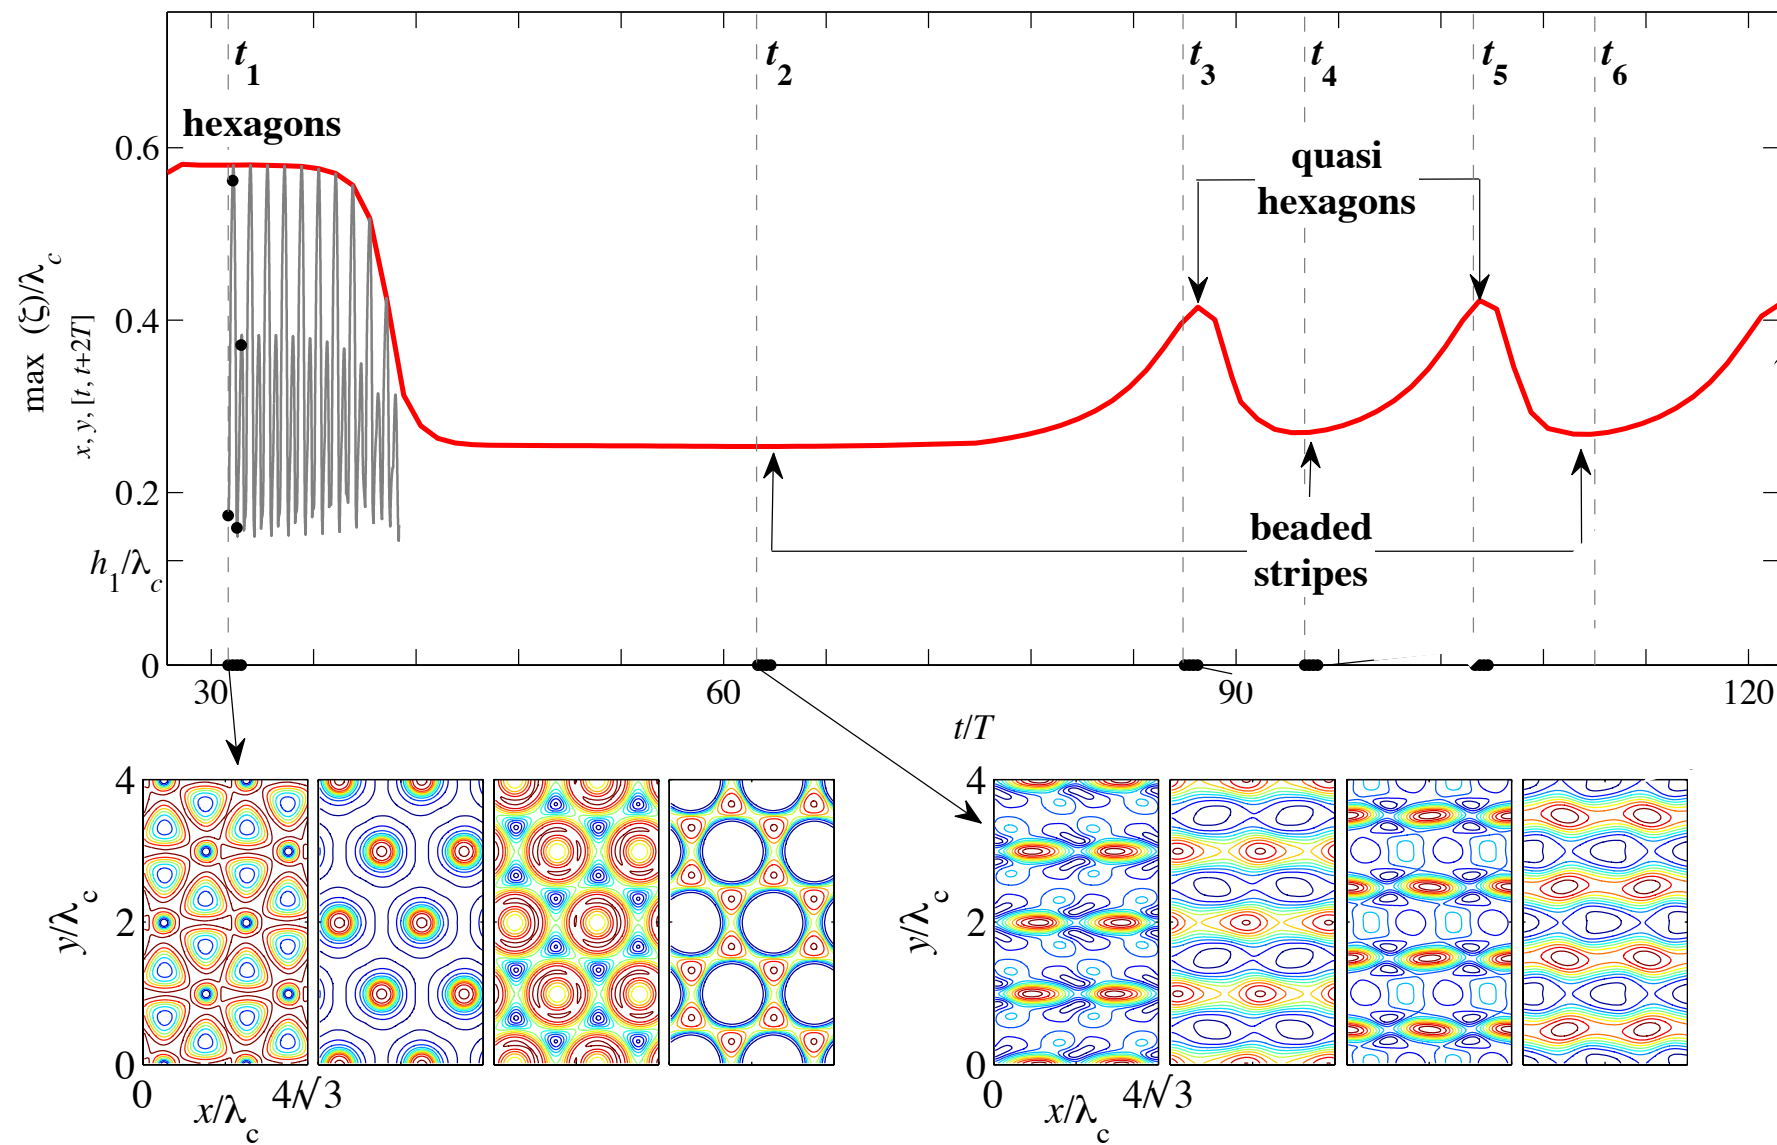 t1 t2 t3 t4 t5 t6
hexagons
quasi
hexagons
beaded
stripes
max (ζ)/λc
x, y, [t, t+2T]
0.6
0.4
0.2
h1/λc
0
30 60 90 120
t/T
4
2
0
y/λc
0 4/√3
x/λc
4
2
0
y/λc
0 4/√3
x/λc